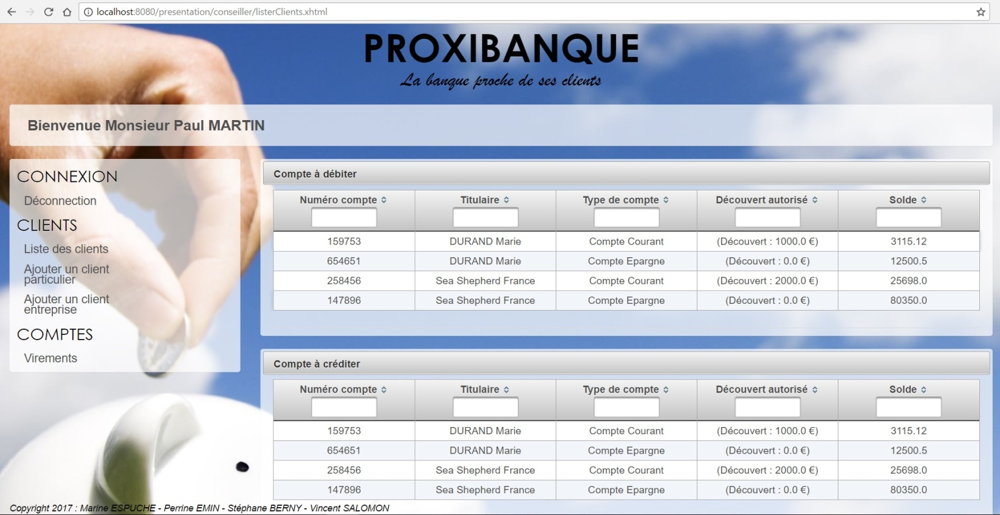 localhost:8080/presentation/conseiller/listerClients.xhtml
PROXIBANQUE
La banque proche de ses clients
Bienvenue Monsieur Paul MARTIN
CONNEXION
Déconnection
CLIENTS
Liste des clients
Ajouter un client
particulier
Ajouter un client
entreprise
COMPTES
Virements
Compte à débiter
Numéro compte Titulaire Type de compte Découvert autorisé Solde
159753 DURAND Marie Compte Courant (Découvert : 1000.0 €) 3115.12
654651 DURAND Marie Compte Epargne (Découvert : 0.0 €) 12500.5
258456 Sea Shepherd France Compte Courant (Découvert : 2000.0 €) 25698.0
147896 Sea Shepherd France Compte Epargne (Découvert : 0.0 €) 80350.0
Compte à créditer
Numéro compte Titulaire Type de compte Découvert autorisé Solde
159753 DURAND Marie Compte Courant (Découvert : 1000.0 €) 3115.12
654651 DURAND Marie Compte Epargne (Découvert : 0.0 €) 12500.5
258456 Sea Shepherd France Compte Courant (Découvert : 2000.0 €) 25698.0
147896 Sea Shepherd France Compte Epargne (Découvert : 0.0 €) 80350.0
Copyright 2017 : Marine ESPUCHE - Perrine EMIN - Stéphane BERNY - Vincent SALOMON